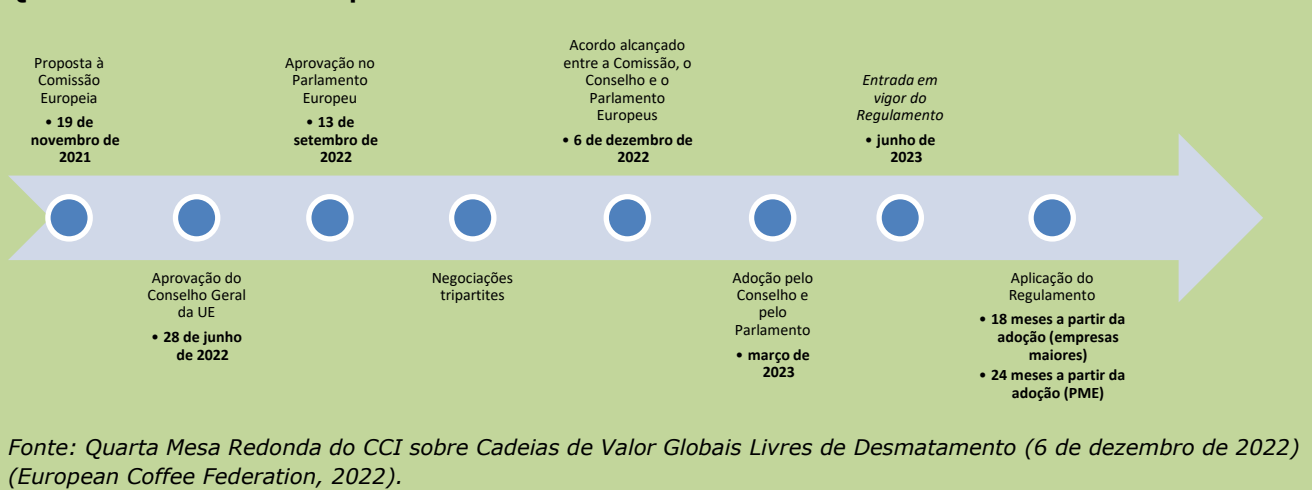 Proposta à
Comissão
Europeia
• 19 de
novembro de
2021
Aprovação do
Conselho Geral
da UE
• 28 de junho
de 2022
Aprovação no
Parlamento
Europeu
• 13 de
setembro de
2022
Negociações
tripartites
Acordo alcançado
entre a Comissão, o
Conselho e o
Parlamento
Europeus
• 6 de dezembro de
2022
Adoção pelo
Conselho e
pelo
Parlamento
• março de
2023
Entrada em
vigor do
Regulamento
• junho de
2023
Aplicação do
Regulamento
• 18 meses a partir da
adoção (empresas
maiores)
• 24 meses a partir da
adoção (PME)
Fonte: Quarta Mesa Redonda do CCI sobre Cadeias de Valor Globais Livres de Desmatamento (6 de dezembro de 2022)
(European Coffee Federation, 2022).